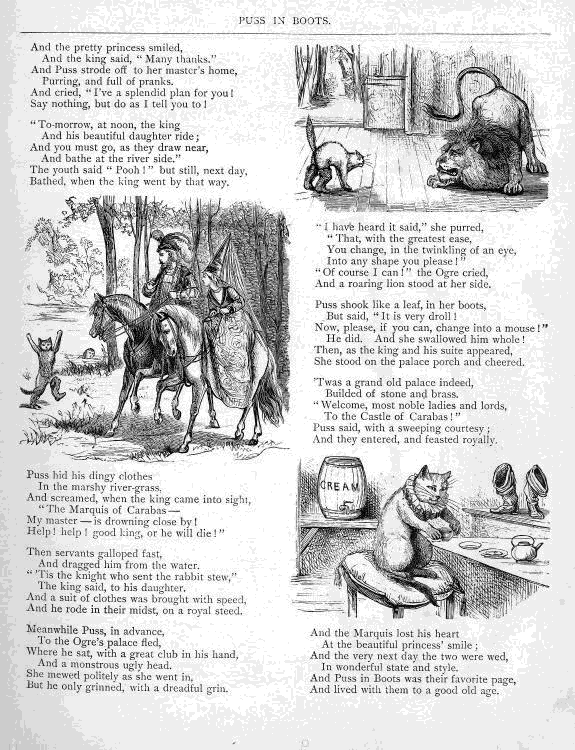 PUSS IN BOOTS.
And the pretty princess smiled,
And the king said, “Many thanks.”
And Puss strode off to her master's home,
Purring, and full of pranks.
And cried, “I've a splendid plan for you!
Say nothing, but do as I tell you to!
“To-morrow, at noon, the king
And his beautiful daughter ride;
And you must go, as they draw near,
And bathe at the river side.”
The youth said “Pooh!” but still, next day,
Bathed, when the king went by that way.
Puss hid his dingy clothes
In the marshy river-grass,
And screamed, when the king came into sight,
“The Marquis of Carabas—
My master—is drowning close by!
Help! help! good king, or he will die!”
Then servants galloped fast,
And dragged him from the water.
“'Tis the knight who sent the rabbit stew,”
The king said, to his daughter.
And a suit of clothes was brought with speed,
And he rode in their midst, on a royal steed.
Meanwhile Puss, in advance,
To the Ogre's palace fled,
Where he sat, with a great club in his hand,
And a monstrous ugly head.
She mewed politely as she went in,
But he only grinned, with a dreadful grin.
“I have heard it said,” she purred,
“That, with the greatest ease,
You change, in the twinkling of an eye,
Into any shape you please!”
“Of course I can!” the Ogre cried,
And a roaring lion stood at her side.
Puss shook like a leaf, in her boots,
But said, “It is very droll!
Now, please, if you can, change into a mouse!”
He did. And she swallowed him whole!
Then, as the king and his suite appeared,
She stood on the palace porch and cheered.
'Twas a grand old palace indeed,
Builded of stone and brass.
“Welcome, most noble ladies and lords,
To the Castle of Carabas!”
Puss said, with a sweeping courtesy;
And they entered, and feasted royally.
CREAM
And the Marquis lost his heart
At the beautiful princess' smile;
And the very next day the two were wed,
In wonderful state and style.
And Puss in Boots was their favorite page,
And lived with them to a good old age.